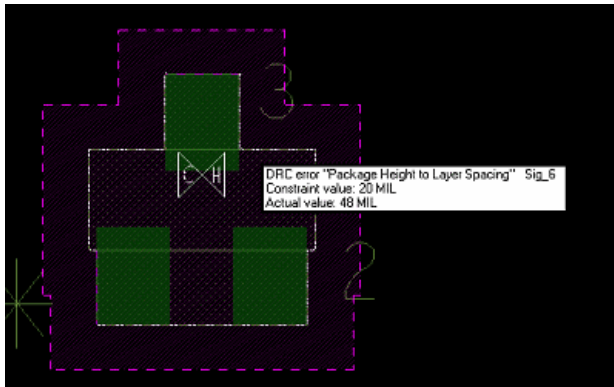 3
C H
DRC error "Package Height to Layer Spacing" Sig_6
Constraint value: 20 MIL
Actual value: 48 MIL
2